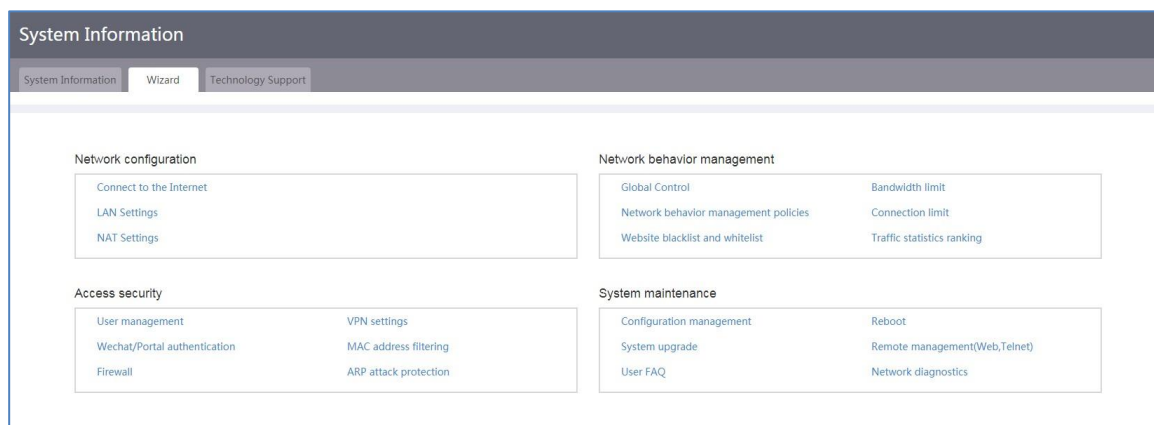 System Information
System Information Wizard Technology Support
Network configuration
Connect to the Internet
LAN Settings
NAT Settings
Network behavior management
Global Control Bandwidth limit
Network behavior management policies Connection limit
Website blacklist and whitelist Traffic statistics ranking
Access security
User management VPN settings
Wechat/Portal authentication MAC address filtering
Firewall ARP attack protection
System maintenance
Configuration management Reboot
System upgrade Remote management(Web,Telnet)
User FAQ Network diagnostics